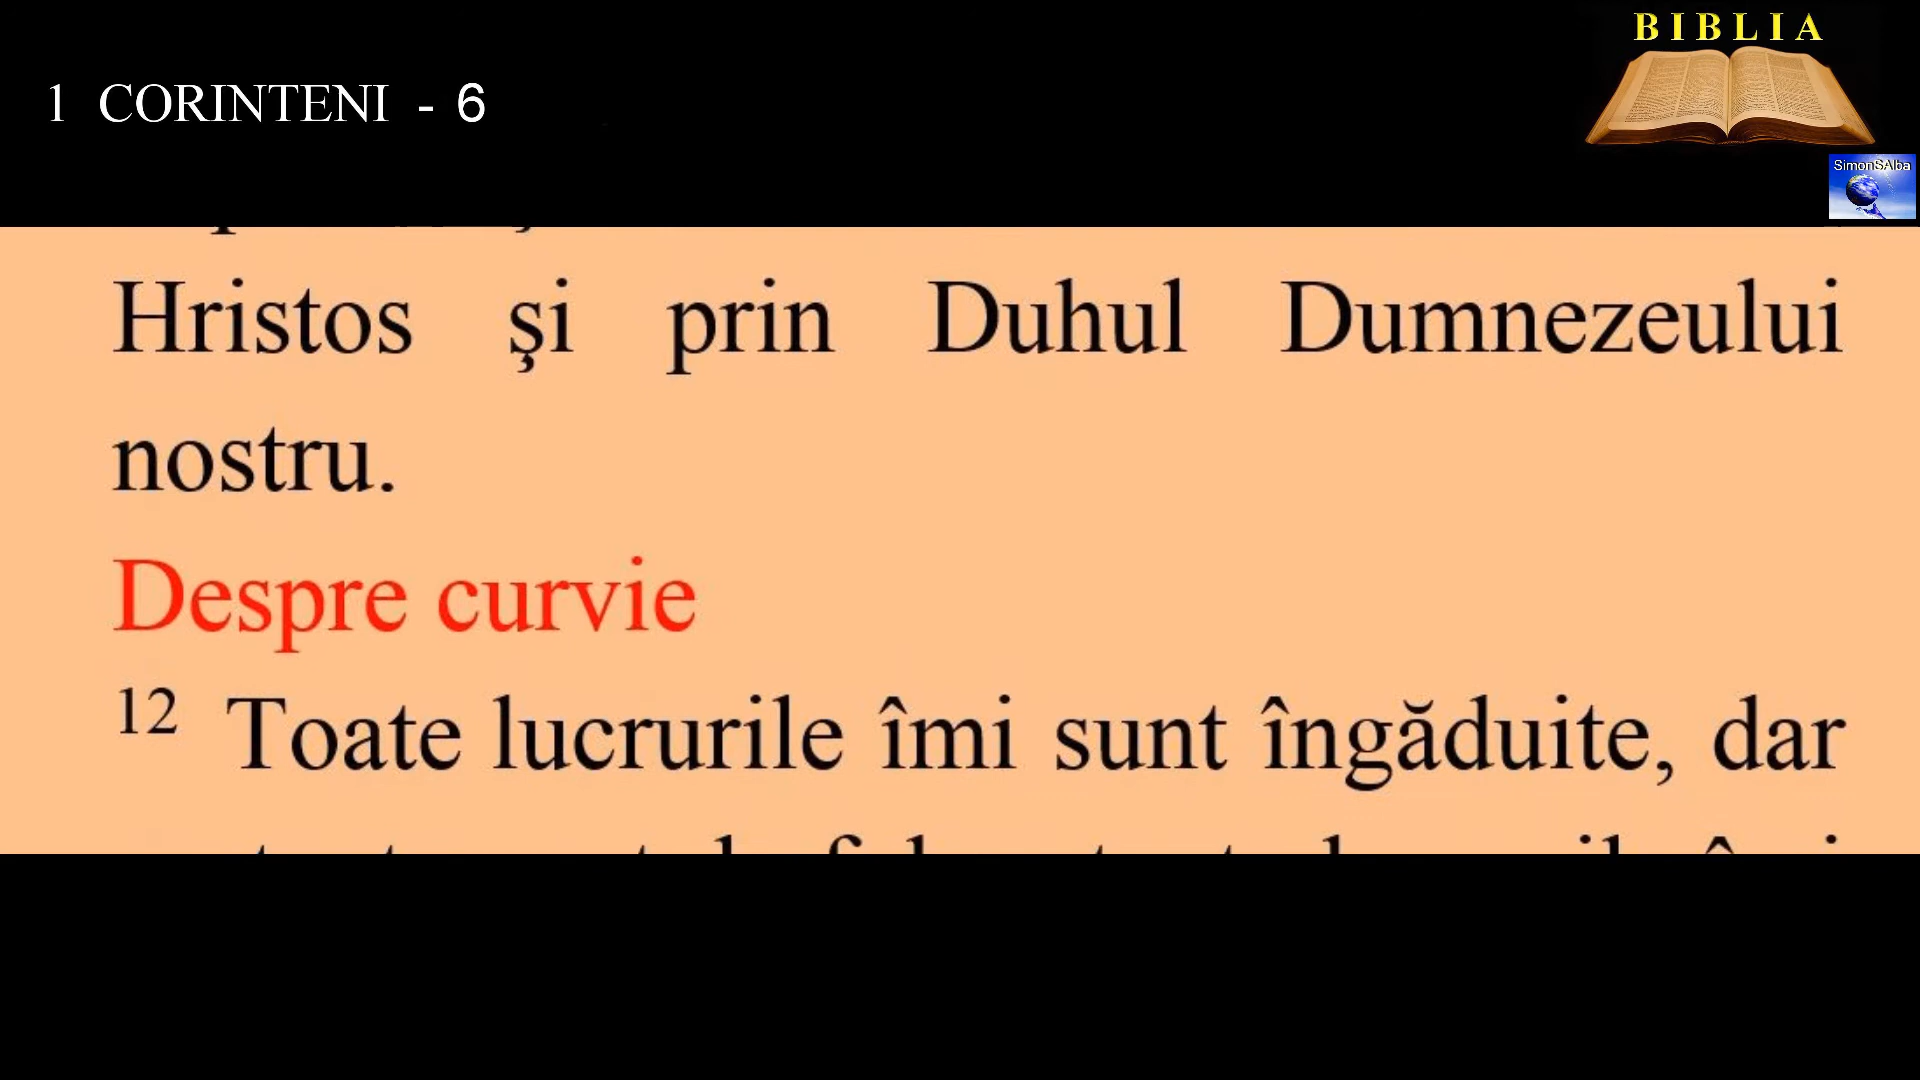 BIBLIA
1 CORINTENI - 6
SimonSAlba
Hristos şi prin Duhul Dumnezeului
nostru.
Despre curvie
12 Toate lucrurile îmi sunt îngăduite, dar